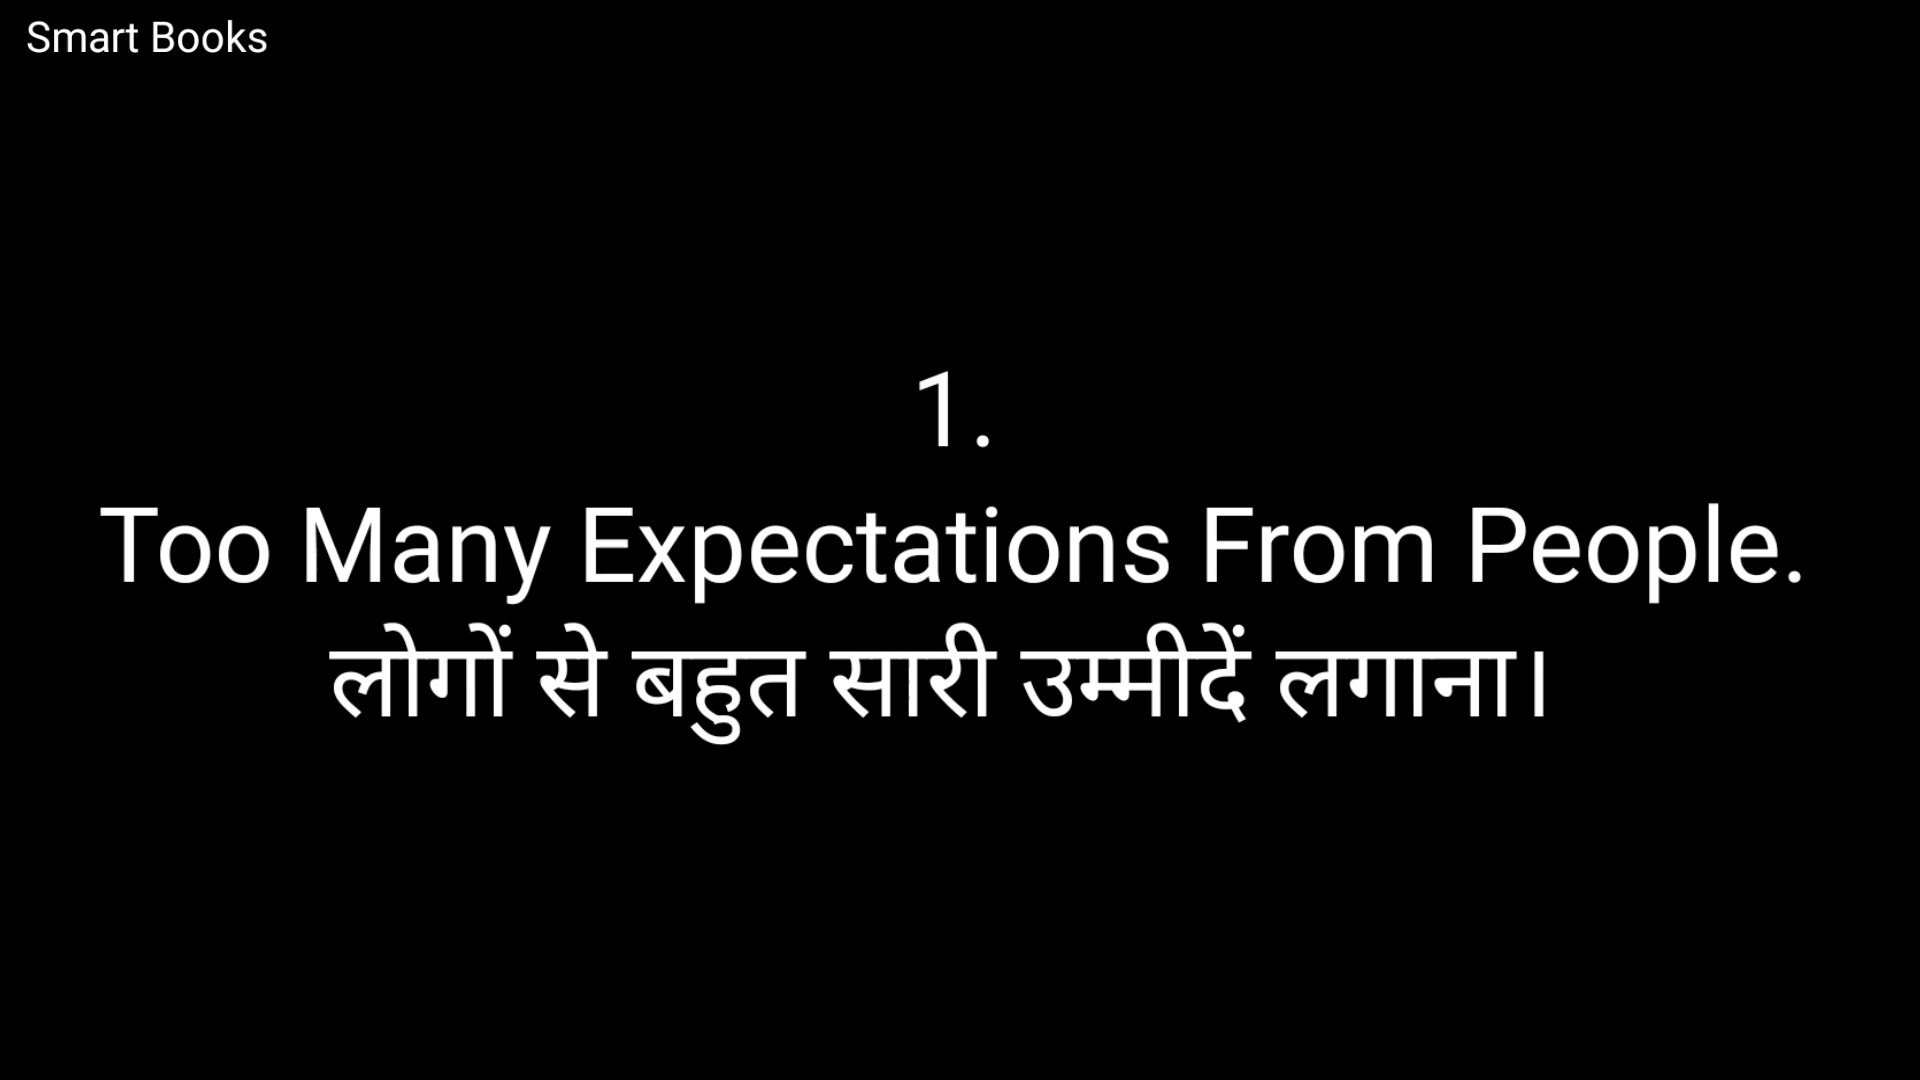 Smart Books
1.
Too Many Expectations From People.
लोगों से बहुत सारी उम्मीदें लगाना।